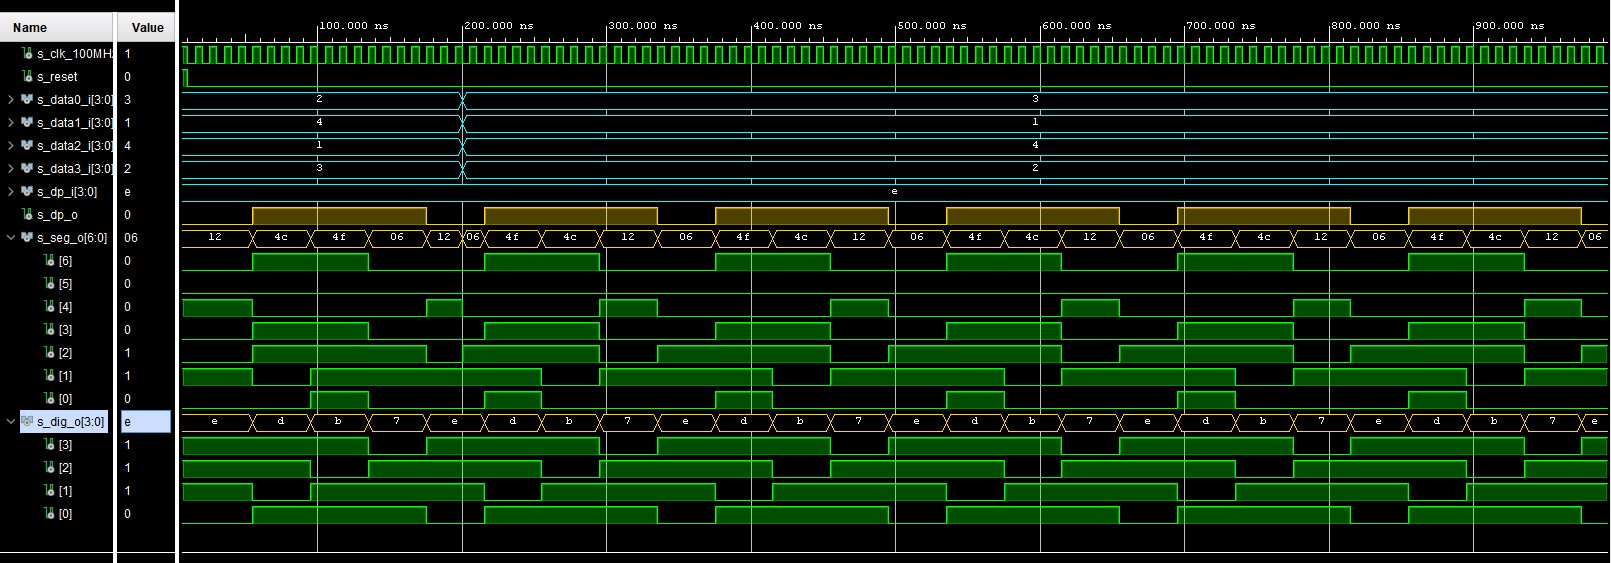 Name Value 100.000 ns 200.000 ns 300.000 ns 400.000 ns 500.000 ns 600.000 ns 700.000 ns 800.000 ns 900.000 ns
s_clk_100MHz 1
s_reset 0
s_data0_i[3:0] 3 2 3
s_data1_i[3:0] 1 4 1
s_data2_i[3:0] 4 1 4
s_data3_i[3:0] 2 3 2
s_dp_i[3:0] e e
s_dp_o 0
s_seg_o[6:0] 06 12 4c 4f 06 12 06 4f 4c 12 06 4f 4c 12 06 4f 4c 12 06 4f 4c 12 06 4f 4c 12 06
[6] 0
[5] 0
[4] 0
[3] 0
[2] 1
[1] 1
[0] 0
s_dig_o[3:0] e e d b 7 e d b 7 e d b 7 e d b 7 e d b 7 e d b 7 e
[3] 1
[2] 1
[1] 1
[0] 0